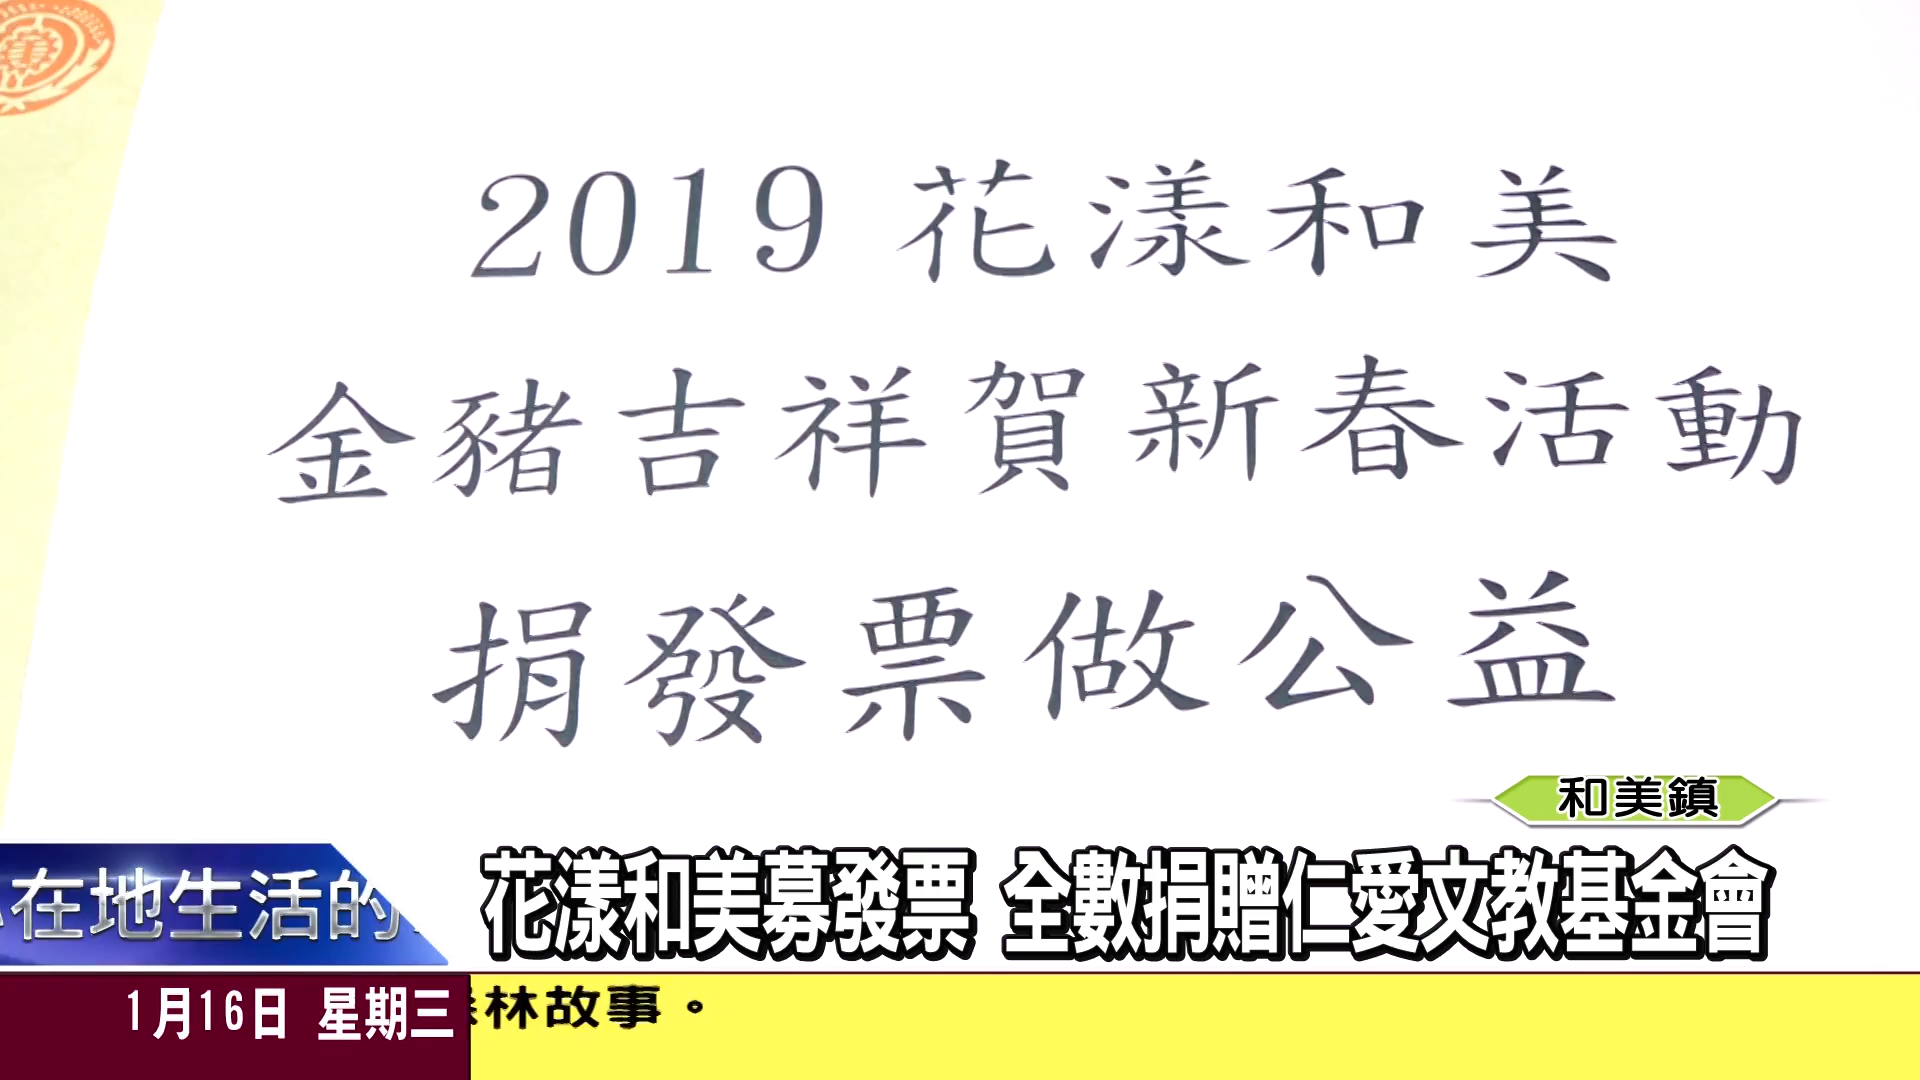 2019 花漾和美
金豬吉祥賀新春活動
捐發票做公益
和美鎮
在地生活的
花漾和美募發票 全數捐贈仁愛文教基金會
1月16日 星期三
林故事。